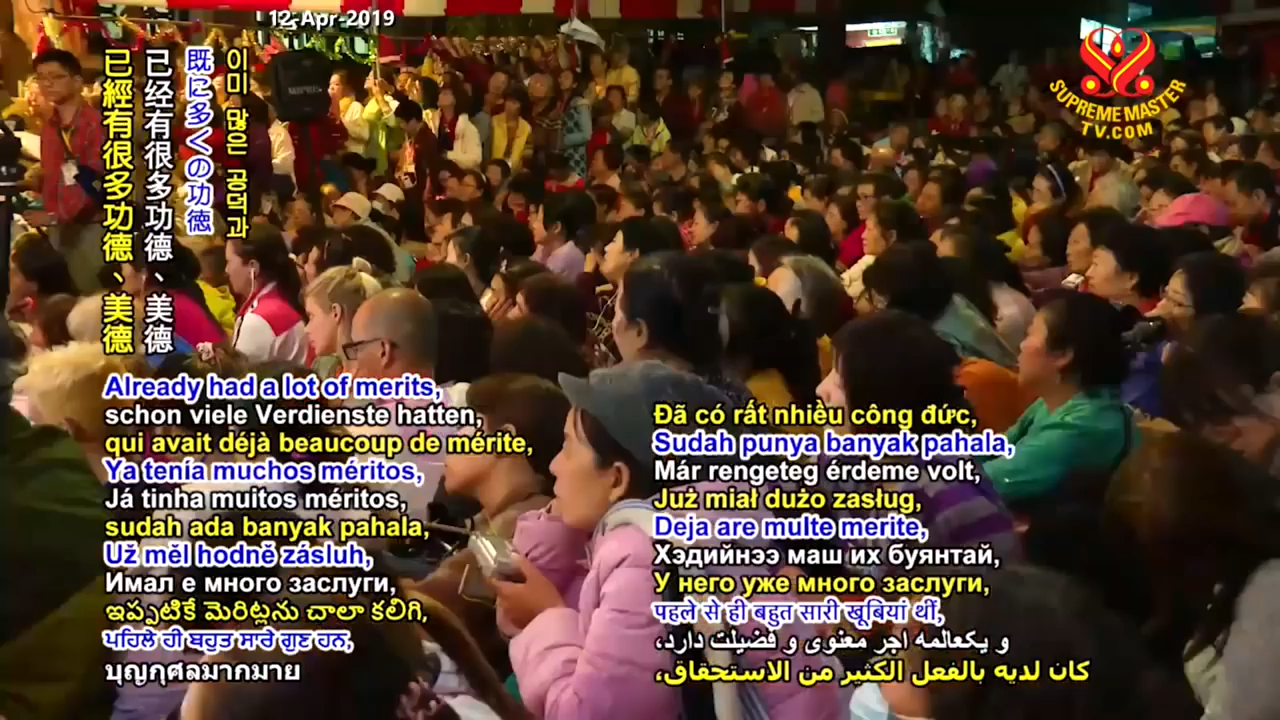 12-Apr-2019
SUPREME MASTER
TV.COM
이미 많은 공덕과
既に多くの功徳
已经有很多功德、美德
已經有很多功德、美德
Already had a lot of merits,
schon viele Verdienste hatten,
qui avait déjà beaucoup de mérite,
Ya tenía muchos méritos,
Já tinha muitos méritos,
sudah ada banyak pahala,
Už měl hodně zásluh,
Имал е много заслуги,
ఇప్పటికే మెరిట్లను చాలా కలిగి,
ਪਹਿਲੇ ਹੀ ਬਹੁਤ ਸਾਰੇ ਗੁਣ ਹਨ,
บุญกุศลมากมาย
Đã có rất nhiều công đức,
Sudah punya banyak pahala,
Már rengeteg érdeme volt,
Już miał dużo zasług,
Deja are multe merite,
Хэдийнээ маш их буянтай,
У него уже много заслуги,
पहले से ही बहुत सारी खूबियां थीं,
و یکعالمه اجر معنوی و فضیلت دارد،
كان لديه بالفعل الكثير من الاستحقاق،